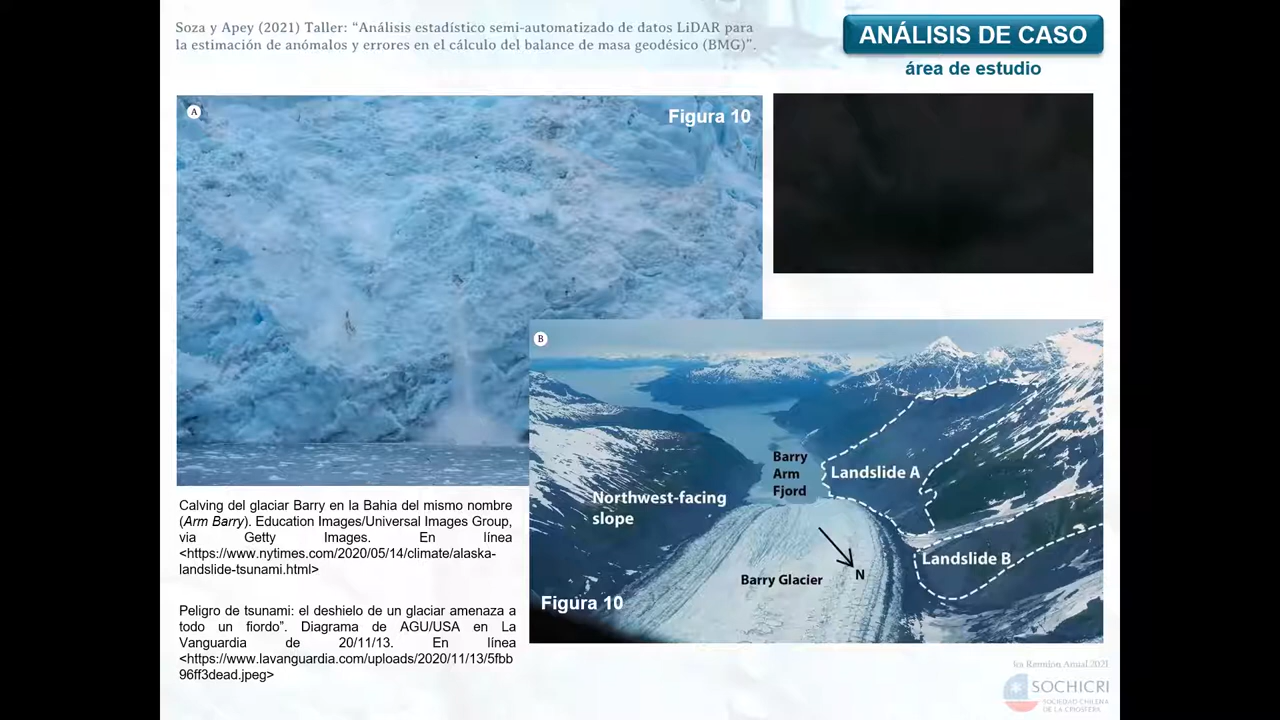 Soza y Apey (2021) Taller: “Análisis estadístico semi-automatizado de datos LiDAR para
la estimación de anómalos y errores en el cálculo del balance de masa geodésico (BMG)”.
ANÁLISIS DE CASO
área de estudio
A
Figura 10
B
Barry
Arm
Fjord
Landslide A
Northwest-facing
slope
Landslide B
Barry Glacier
N
Figura 10
Calving del glaciar Barry en la Bahia del mismo nombre
(Arm Barry). Education Images/Universal Images Group,
via Getty Images. En línea
<https://www.nytimes.com/2020/05/14/climate/alaska-
landslide-tsunami.html>
Peligro de tsunami: el deshielo de un glaciar amenaza a
todo un fiordo”. Diagrama de AGU/USA en La
Vanguardia de 20/11/13. En línea
<https://www.lavanguardia.com/uploads/2020/11/13/5fbb
96ff3dead.jpeg>
1ra Reunion Anual 2021
SOCHICRI
SOCIEDAD CHILENA
DE LA CRIÓSFERA